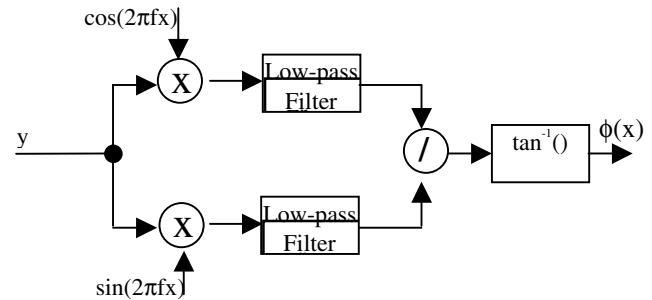 cos(2πfx)
X
Low-pass
Filter
y
/
tan⁻¹()
ϕ(x)
X
Low-pass
Filter
sin(2πfx)